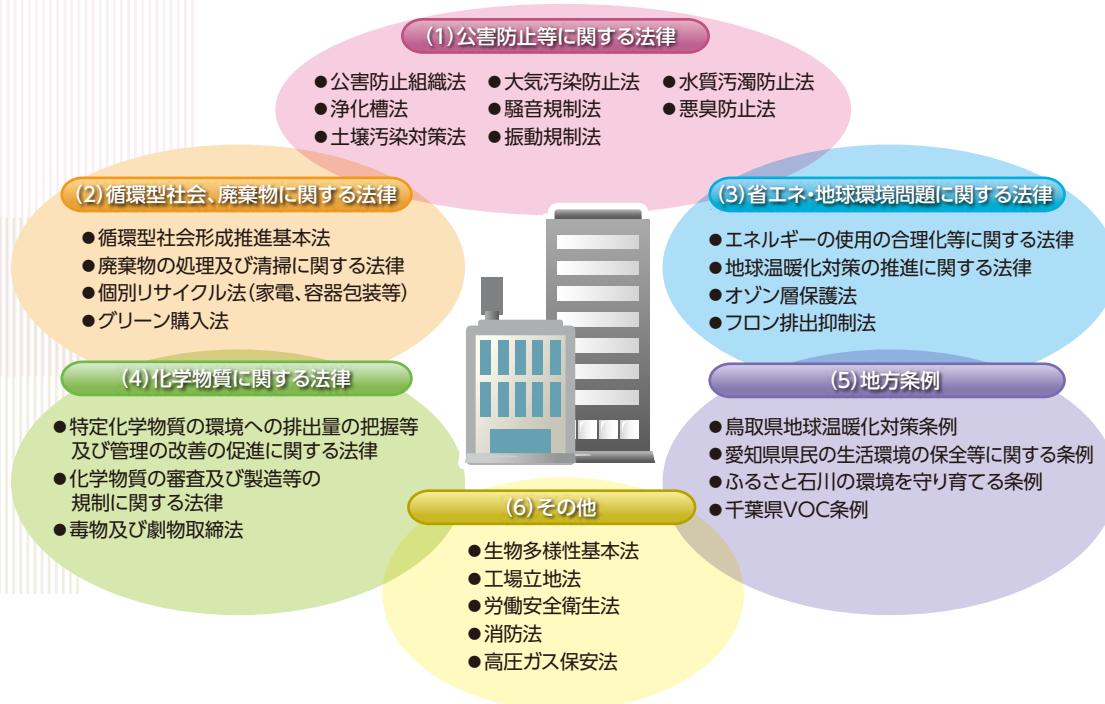 (1)公害防止等に関する法律
●公害防止組織法 ●大気汚染防止法 ●水質汚濁防止法
●浄化槽法 ●騒音規制法 ●悪臭防止法
●土壌汚染対策法 ●振動規制法
(2)循環型社会、廃棄物に関する法律
●循環型社会形成推進基本法
●廃棄物の処理及び清掃に関する法律
●個別リサイクル法(家電、容器包装等)
●グリーン購入法
(3)省エネ・地球環境問題に関する法律
●エネルギーの使用の合理化等に関する法律
●地球温暖化対策の推進に関する法律
●オゾン層保護法
●フロン排出抑制法
(4)化学物質に関する法律
●特定化学物質の環境への排出量の把握等
及び管理の改善の促進に関する法律
●化学物質の審査及び製造等の
規制に関する法律
●毒物及び劇物取締法
(5)地方条例
●鳥取県地球温暖化対策条例
●愛知県県民の生活環境の保全等に関する条例
●ふるさと石川の環境を守り育てる条例
●千葉県VOC条例
(6)その他
●生物多様性基本法
●工場立地法
●労働安全衛生法
●消防法
●高圧ガス保安法